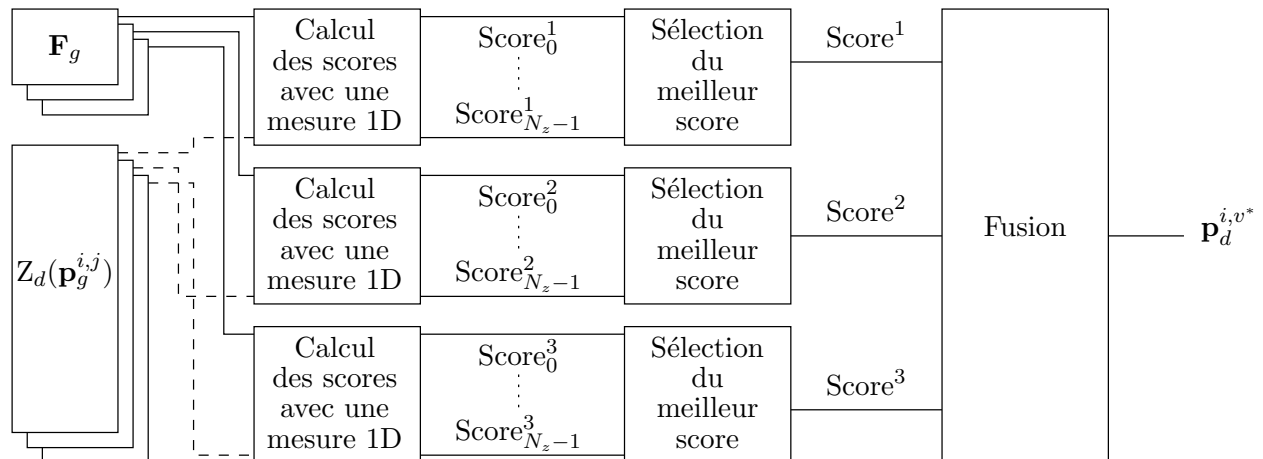 F_g
Z_d(p_g^{i,j})
Calcul
des scores
avec une
mesure 1D
Score_0^1
Score_{N_z−1}^1
Sélection
du
meilleur
score
Score^1
Calcul
des scores
avec une
mesure 1D
Score_0^2
Score_{N_z−1}^2
Sélection
du
meilleur
score
Score^2
Calcul
des scores
avec une
mesure 1D
Score_0^3
Score_{N_z−1}^3
Sélection
du
meilleur
score
Score^3
Fusion
p_d^{i,v*}